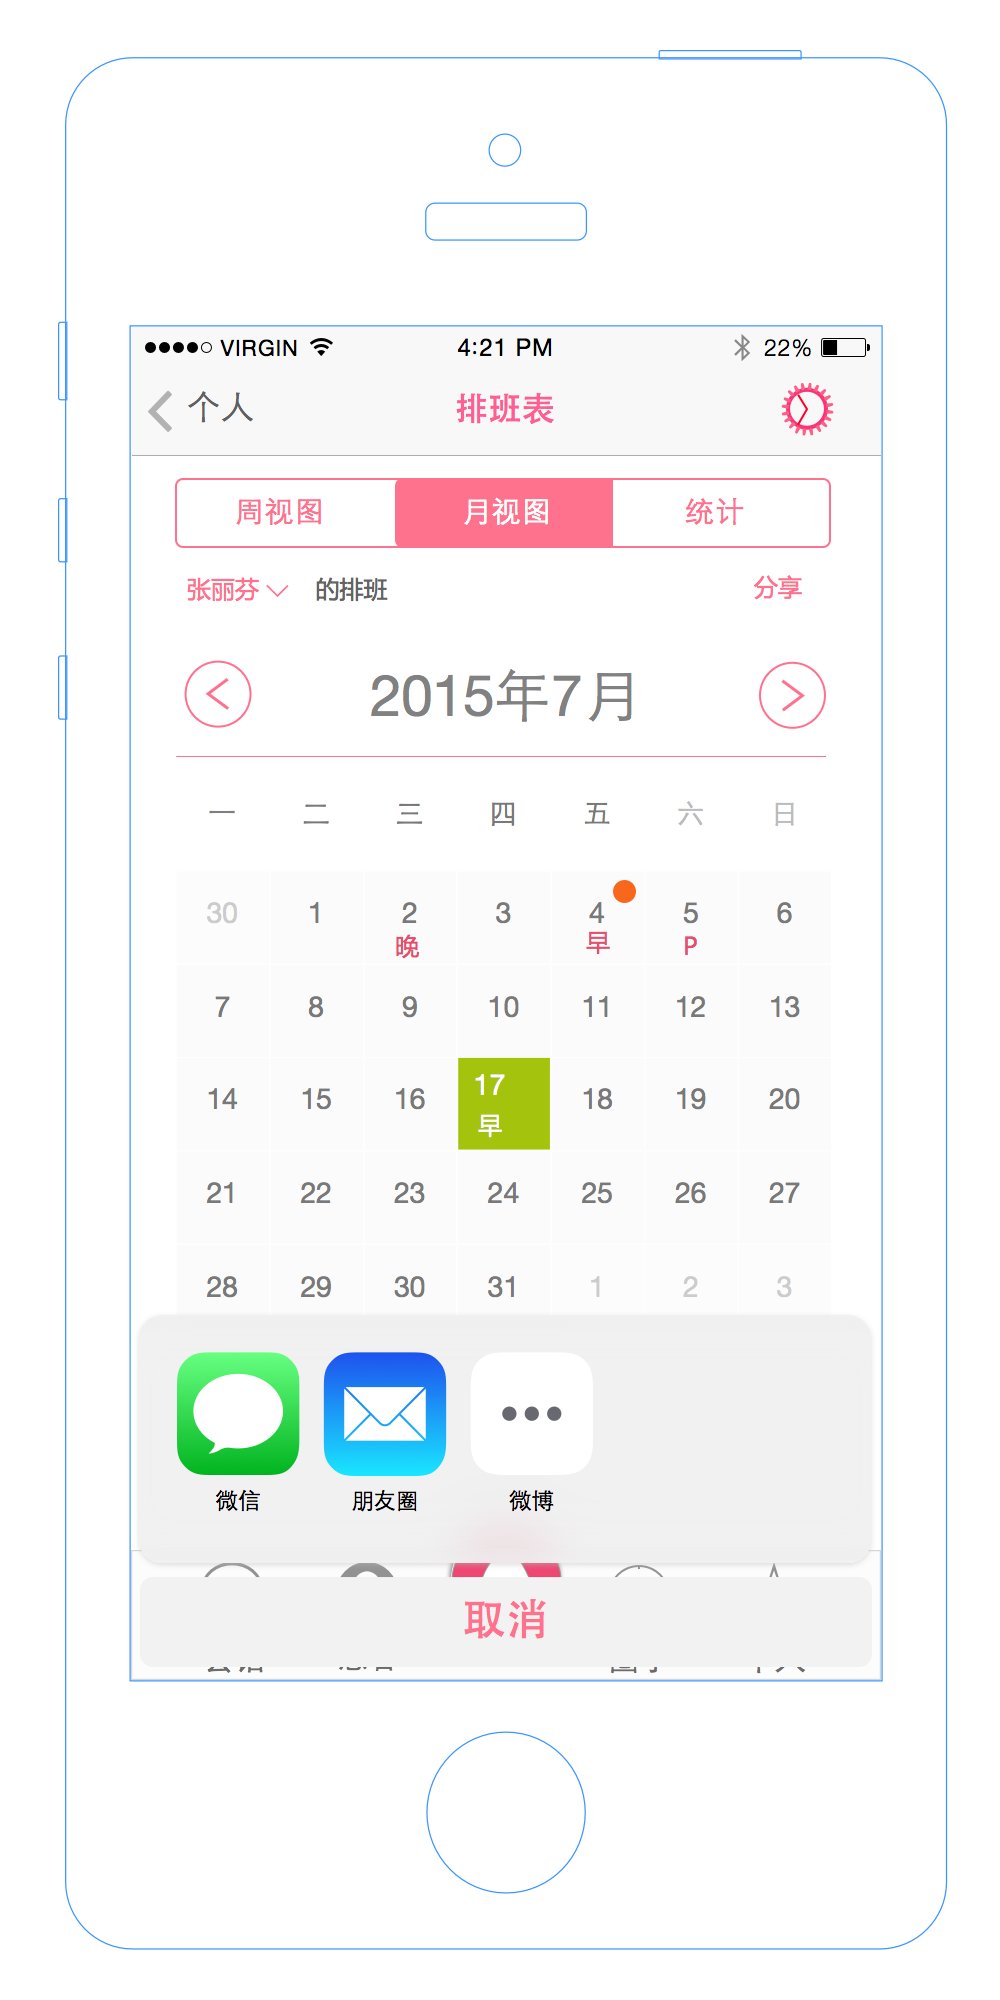 VIRGIN 4:21 PM 22%
个人 排班表
周视图 月视图 统计
张丽芬 的排班 分享
2015年7月
一 二 三 四 五 六 日
30 1 2 3 4 5 6
晚 早 P
7 8 9 10 11 12 13
14 15 16 17 18 19 20
早
21 22 23 24 25 26 27
28 29 30 31 1 2 3
微信 朋友圈 微博
取消